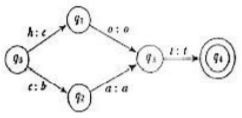 q₁
h : c o : o
q₀ q₃ t : t q₄
c : b a : a
q₂